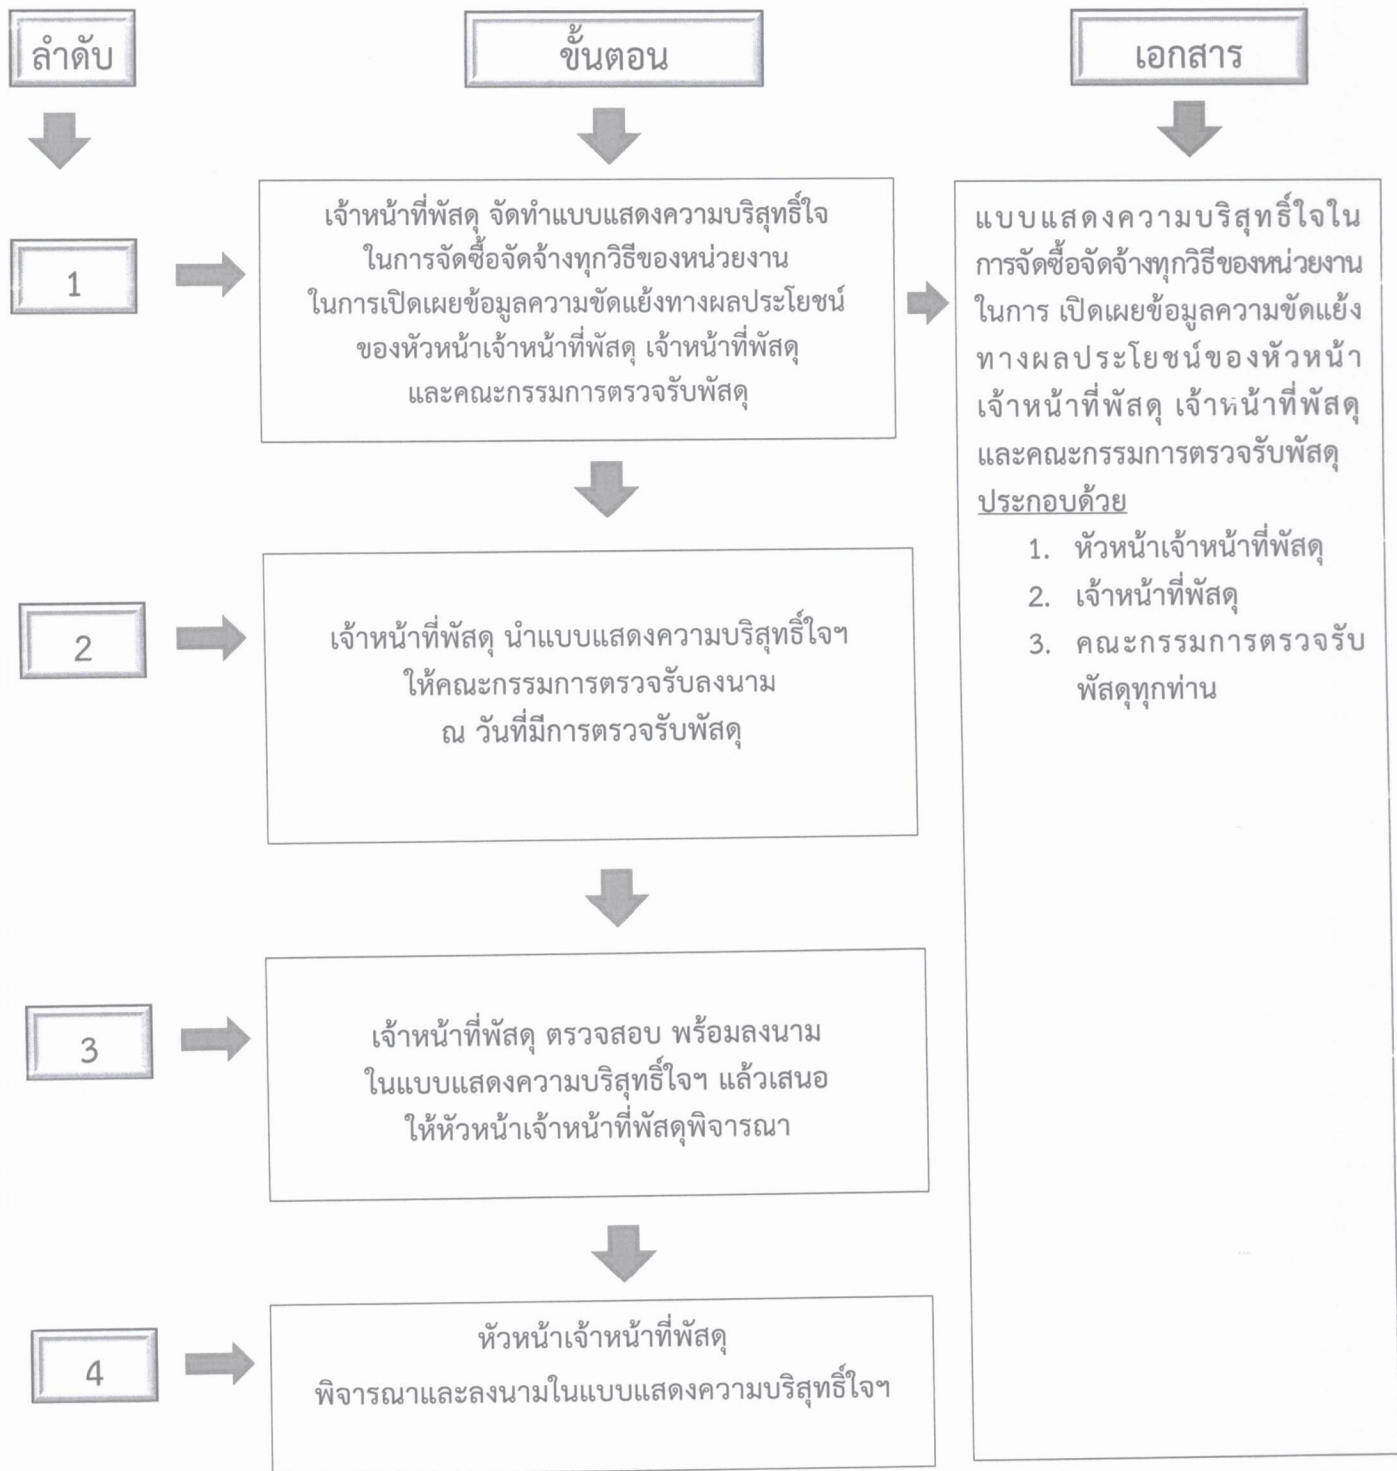 ลำดับ
ขั้นตอน
เอกสาร
1
เจ้าหน้าที่พัสดุ จัดทำแบบแสดงความบริสุทธิ์ใจ
ในการจัดซื้อจัดจ้างทุกวิธีของหน่วยงาน
ในการเปิดเผยข้อมูลความขัดแย้งทางผลประโยชน์
ของหัวหน้าเจ้าหน้าที่พัสดุ เจ้าหน้าที่พัสดุ
และคณะกรรมการตรวจรับพัสดุ
แบบแสดงความบริสุทธิ์ใจใน
การจัดซื้อจัดจ้างทุกวิธีของหน่วยงาน
ในการ เปิดเผยข้อมูลความขัดแย้ง
ทางผลประโยชน์ของหัวหน้า
เจ้าหน้าที่พัสดุ เจ้าหน้าที่พัสดุ
และคณะกรรมการตรวจรับพัสดุ
ประกอบด้วย
1. หัวหน้าเจ้าหน้าที่พัสดุ
2. เจ้าหน้าที่พัสดุ
3. คณะกรรมการตรวจรับ
พัสดุทุกท่าน
2
เจ้าหน้าที่พัสดุ นำแบบแสดงความบริสุทธิ์ใจฯ
ให้คณะกรรมการตรวจรับลงนาม
ณ วันที่มีการตรวจรับพัสดุ
3
เจ้าหน้าที่พัสดุ ตรวจสอบ พร้อมลงนาม
ในแบบแสดงความบริสุทธิ์ใจฯ แล้วเสนอ
ให้หัวหน้าเจ้าหน้าที่พัสดุพิจารณา
4
หัวหน้าเจ้าหน้าที่พัสดุ
พิจารณาและลงนามในแบบแสดงความบริสุทธิ์ใจฯ